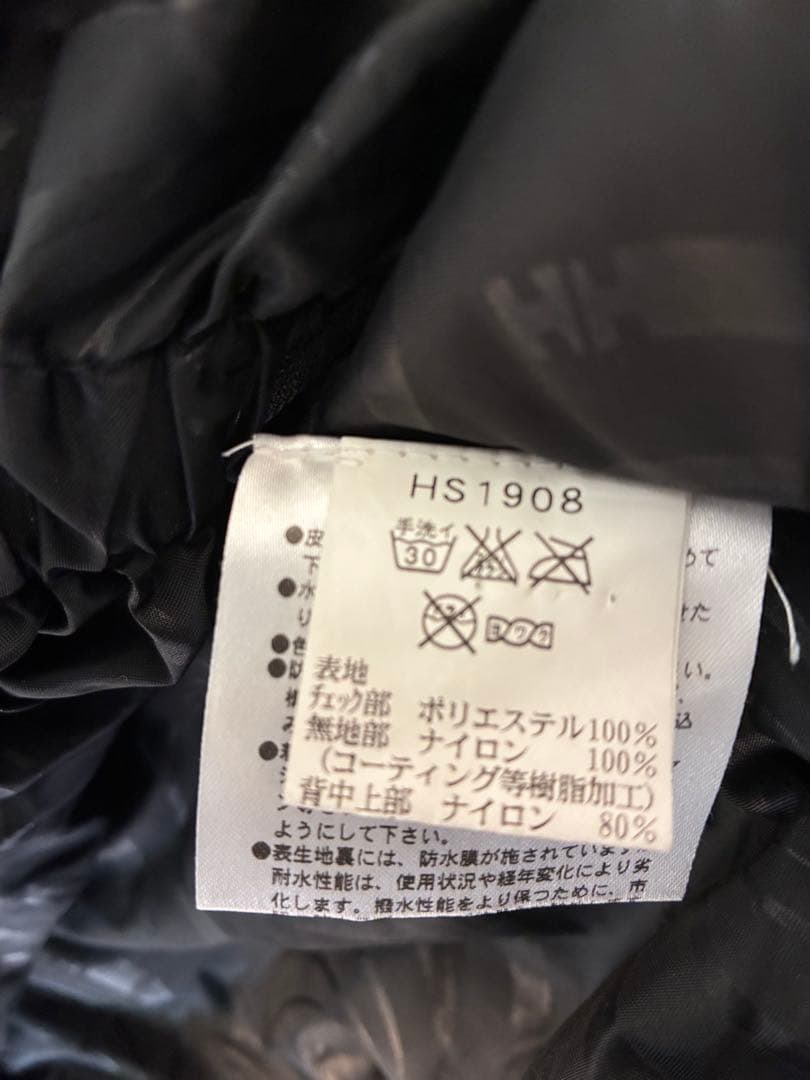 HH
HS1908
手洗イ
30
ヨワク
表地
チェック部 ポリエステル100%
無地部 ナイロン 100%
(コーティング等樹脂加工)
背中上部 ナイロン 80%
ようにして下さい。
●表生地裏には、防水膜が施されています
耐水性能は、使用状況や経年変化により劣
化します。撥水性能をより保つために、市